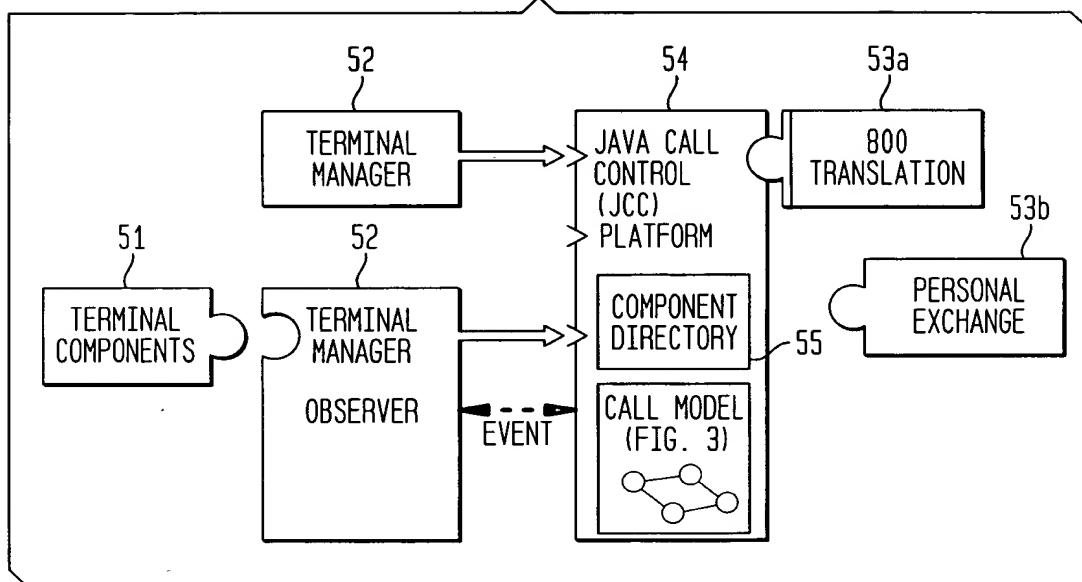 52
TERMINAL
MANAGER
54
JAVA CALL
CONTROL
(JCC)
PLATFORM
53a
800
TRANSLATION
51
TERMINAL
COMPONENTS
52
TERMINAL
MANAGER
OBSERVER
EVENT
COMPONENT
DIRECTORY
55
CALL MODEL
(FIG. 3)
53b
PERSONAL
EXCHANGE